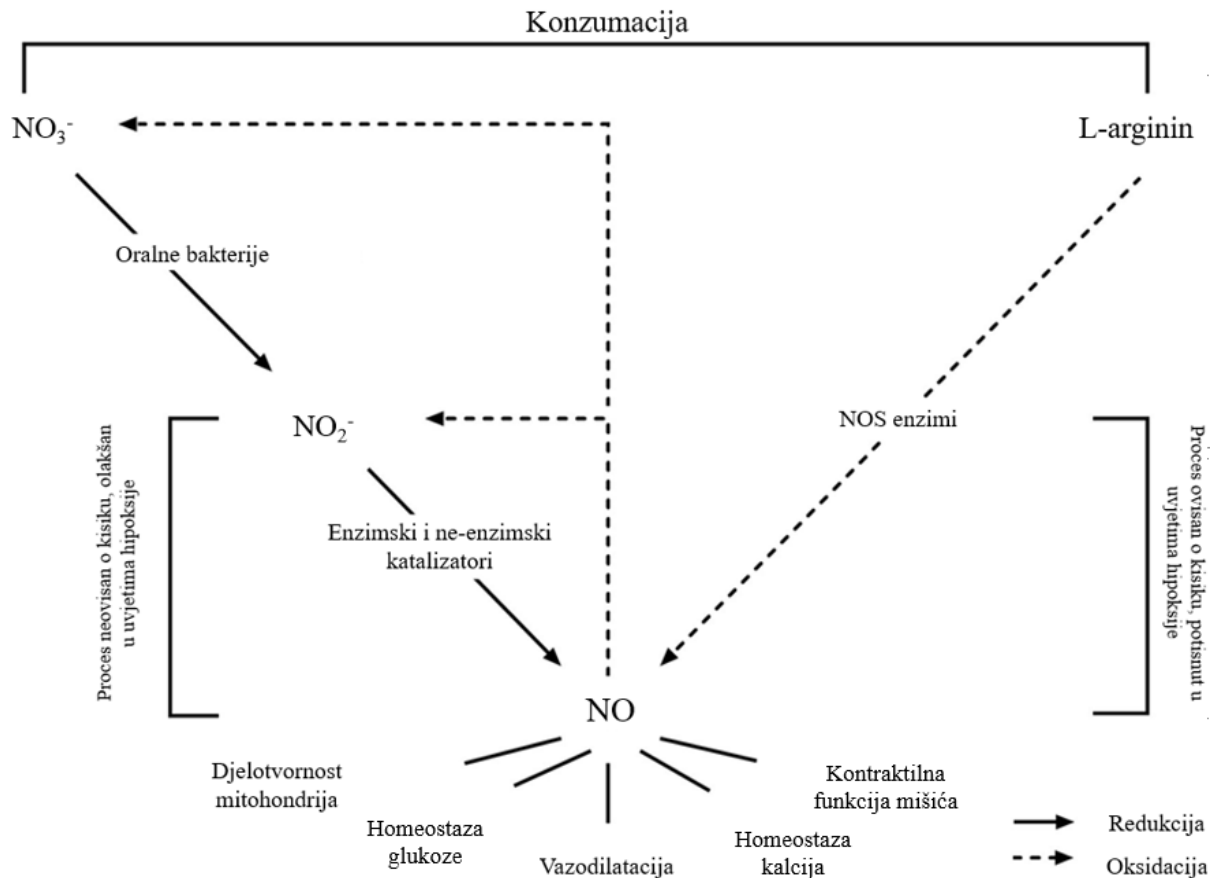 Konzumacija
NO₃⁻
L-arginin
Oralne bakterije
NO₂⁻
NOS enzimi
Proces neovisan o kisiku, olakšan
u uvjetima hipoksije
Enzimski i ne-enzimski
katalizatori
Proces ovisan o kisiku, potisnut u
uvjetima hipoksije
NO
Djelotvornost
mitohondrija
Homeostaza
glukoze
Vazodilatacija
Homeostaza
kalcija
Kontraktilna
funkcija mišića
Redukcija
Oksidacija